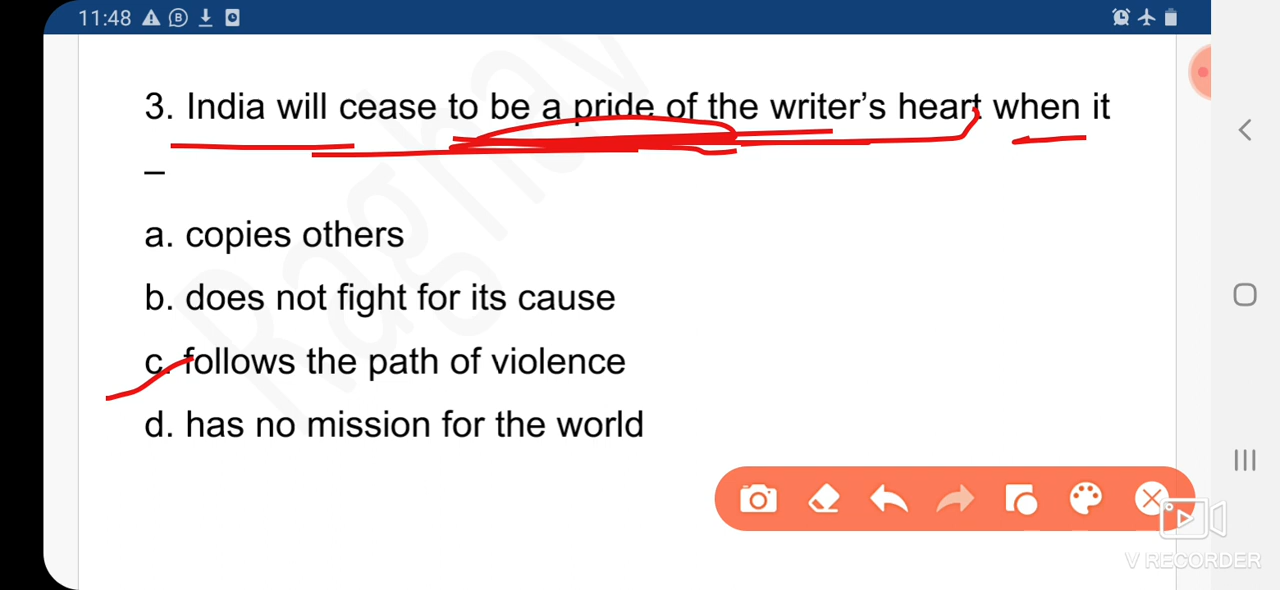 11:48
3. India will cease to be a pride of the writer's heart when it
–
a. copies others
b. does not fight for its cause
c. follows the path of violence
d. has no mission for the world
Raghav
V RECORDER